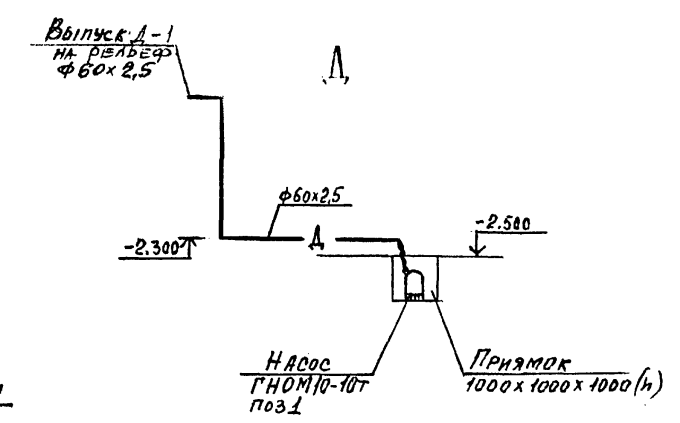 Выпуск Д-1
на рельеф
ф60х2,5
Д
ф60х2,5
Д
-2.300
-2.500
Насос
ГНОМ10-10т
поз1
Приямок
1000х1000х1000(h)